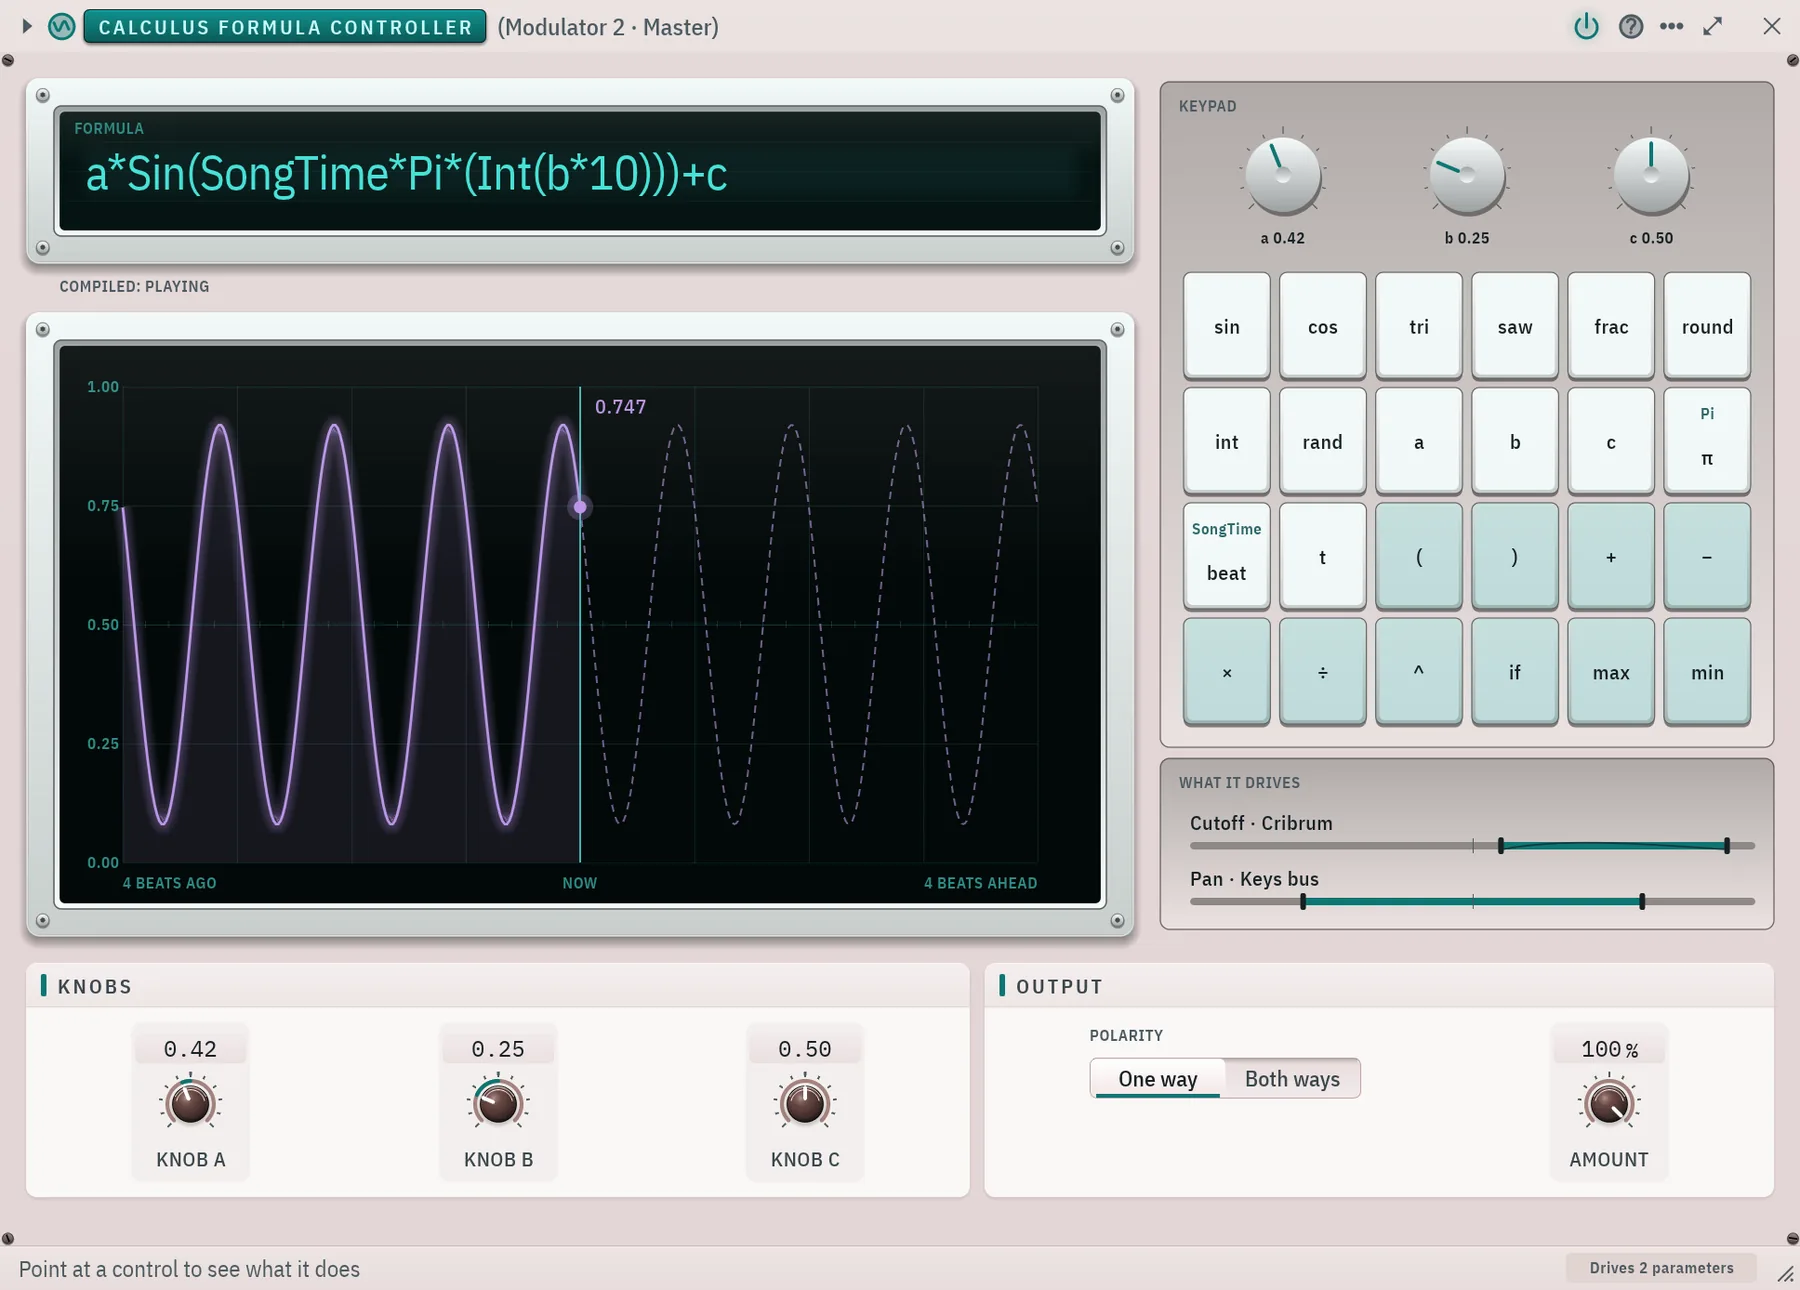 CALCULUS FORMULA CONTROLLER (Modulator 2 · Master)
FORMULA
a*Sin(SongTime*Pi*(Int(b*10)))+c
COMPILED: PLAYING
1.00
0.747
0.75
0.50
0.25
0.00
4 BEATS AGO NOW 4 BEATS AHEAD
KEYPAD
a 0.42 b 0.25 c 0.50
sin cos tri saw frac round
int rand a b c Pi π
SongTime beat t ( ) + −
× ÷ ^ if max min
WHAT IT DRIVES
Cutoff · Cribrum
Pan · Keys bus
KNOBS
0.42 0.25 0.50
KNOB A KNOB B KNOB C
OUTPUT
POLARITY
One way Both ways
100 %
AMOUNT
Point at a control to see what it does
Drives 2 parameters